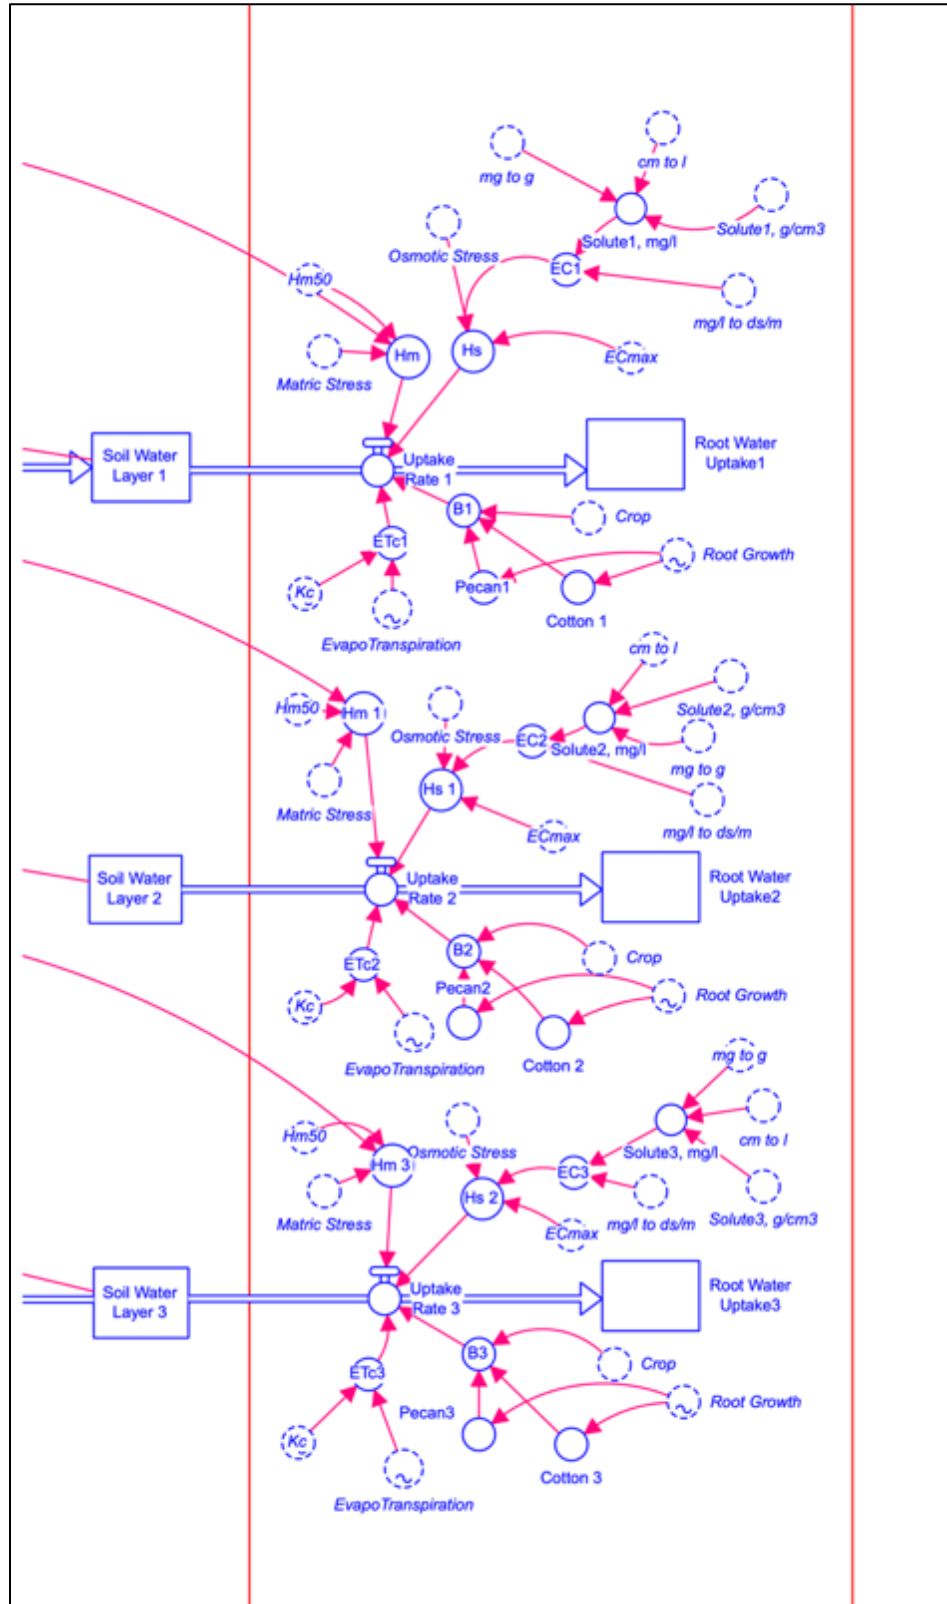 mg to g
cm to l
Solute1, mg/l
Solute1, g/cm3
Osmotic Stress
EC1
Hm50
mg/l to ds/m
Hm
Hs
ECmax
Matric Stress
Soil Water
Layer 1
Uptake
Rate 1
Root Water
Uptake1
B1
Crop
ETc1
Root Growth
Kc
Pecan1
Cotton 1
EvapoTranspiration
cm to l
Hm50
Hm 1
Solute2, g/cm3
Osmotic Stress
EC2
Solute2, mg/l
mg to g
Hs 1
Matric Stress
ECmax
mg/l to ds/m
Soil Water
Layer 2
Uptake
Rate 2
Root Water
Uptake2
B2
Crop
ETc2
Pecan2
Root Growth
Kc
Cotton 2
EvapoTranspiration
mg to g
Hm50
cm to l
Osmotic Stress
Solute3, mg/l
Hm 3
EC3
Hs 2
Matric Stress
ECmax
mg/l to ds/m
Solute3, g/cm3
Soil Water
Layer 3
Uptake
Rate 3
Root Water
Uptake3
B3
Crop
ETc3
Pecan3
Root Growth
Kc
Cotton 3
EvapoTranspiration